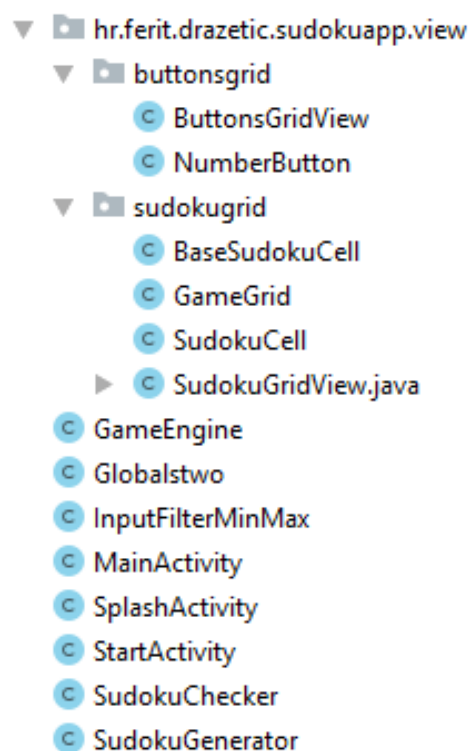 hr.ferit.drazetic.sudokuapp.view
buttonsgrid
C ButtonsGridView
C NumberButton
sudokugrid
C BaseSudokuCell
C GameGrid
C SudokuCell
C SudokuGridView.java
C GameEngine
C Globalstwo
C InputFilterMinMax
C MainActivity
C SplashActivity
C StartActivity
C SudokuChecker
C SudokuGenerator